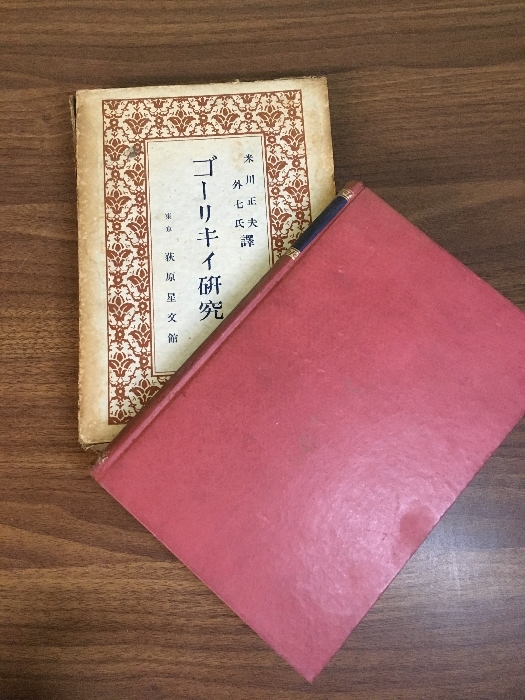 米川正夫
外七氏譯
ゴーリキイ研究
東京 荻原星文館